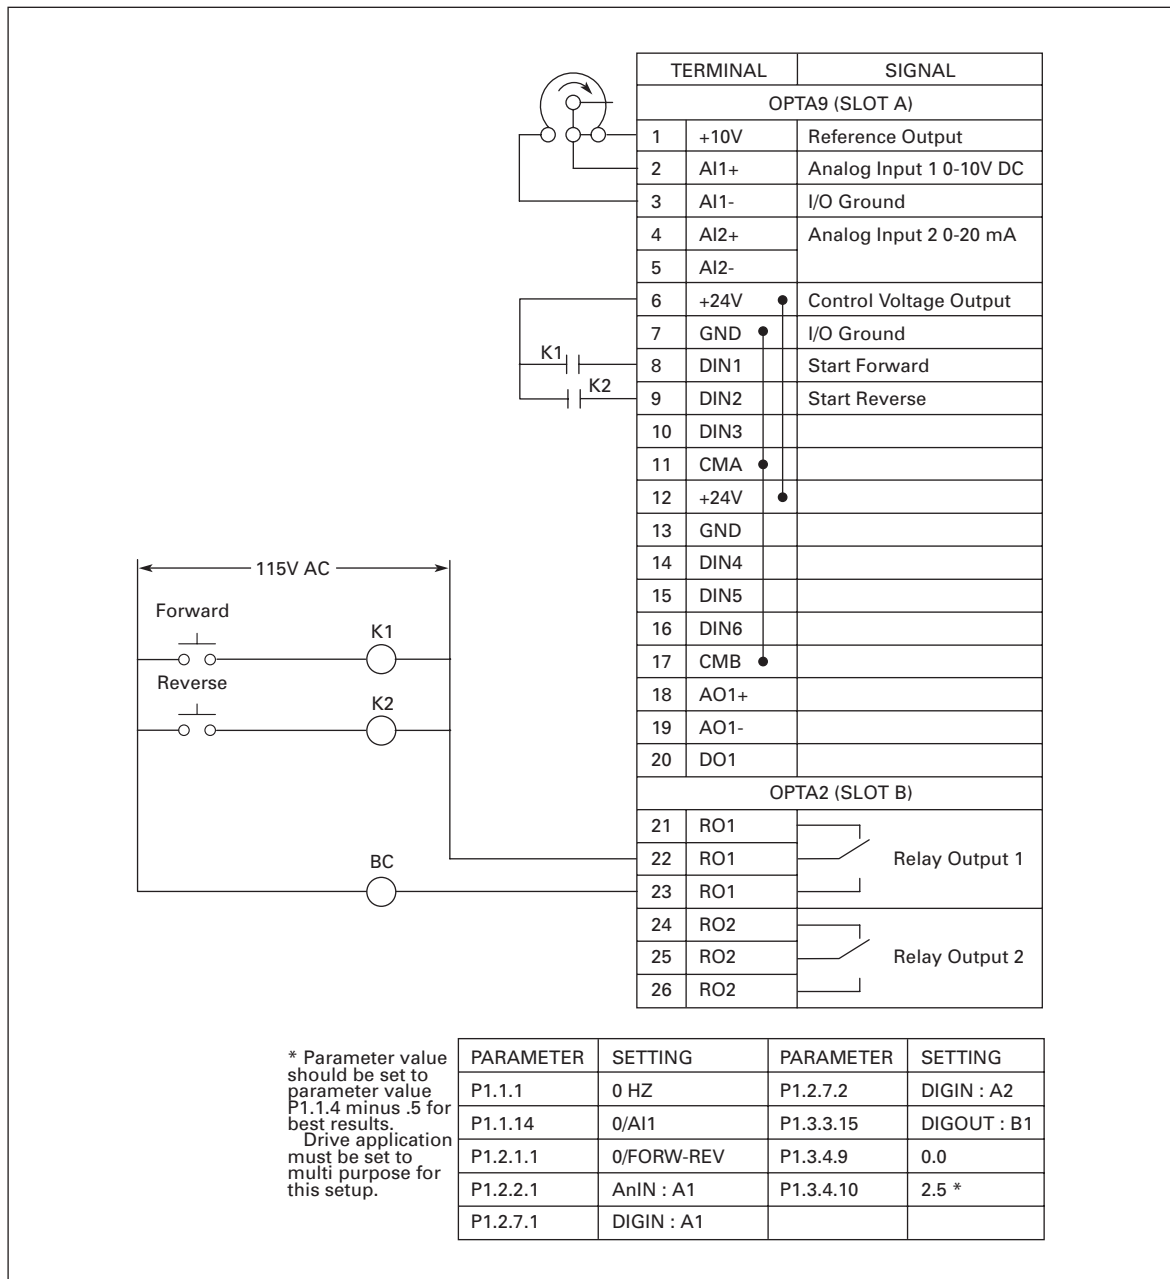 TERMINAL SIGNAL
OPTA9 (SLOT A)
1 +10V Reference Output
2 AI1+ Analog Input 1 0-10V DC
3 AI1- I/O Ground
4 AI2+ Analog Input 2 0-20 mA
5 AI2-
6 +24V Control Voltage Output
7 GND I/O Ground
K1
8 DIN1 Start Forward
K2
9 DIN2 Start Reverse
10 DIN3
11 CMA
12 +24V
13 GND
14 DIN4
15 DIN5
16 DIN6
17 CMB
18 AO1+
19 AO1-
20 DO1
OPTA2 (SLOT B)
21 RO1
22 RO1 Relay Output 1
23 RO1
24 RO2
25 RO2 Relay Output 2
26 RO2
115V AC
Forward
K1
Reverse
K2
BC
* Parameter value
should be set to
parameter value
P1.1.4 minus .5 for
best results.
Drive application
must be set to
multi purpose for
this setup.
PARAMETER SETTING PARAMETER SETTING
P1.1.1 0 HZ P1.2.7.2 DIGIN : A2
P1.1.14 0/AI1 P1.3.3.15 DIGOUT : B1
P1.2.1.1 0/FORW-REV P1.3.4.9 0.0
P1.2.2.1 AnIN : A1 P1.3.4.10 2.5 *
P1.2.7.1 DIGIN : A1